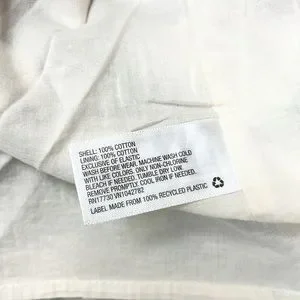 SHELL: 100% COTTON
LINING: 100% COTTON
EXCLUSIVE OF ELASTIC
WASH BEFORE WEAR. MACHINE WASH COLD
WITH LIKE COLORS. ONLY NON-CHLORINE
BLEACH IF NEEDED. TUMBLE DRY LOW.
REMOVE PROMPTLY. COOL IRON IF NEEDED.
RN17730 VN1042782
LABEL MADE FROM 100% RECYCLED PLASTIC